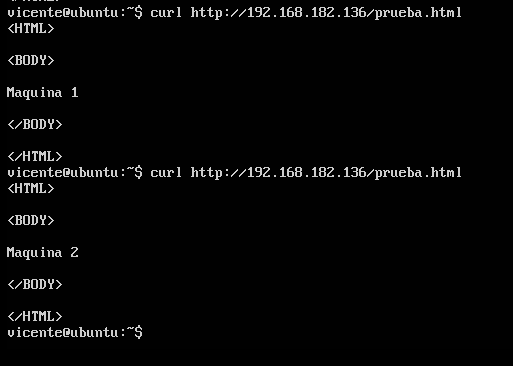 vicente@ubuntu:~$ curl http://192.168.182.136/prueba.html
<HTML>
<BODY>
Maquina 1
</BODY>
</HTML>
vicente@ubuntu:~$ curl http://192.168.182.136/prueba.html
<HTML>
<BODY>
Maquina 2
</BODY>
</HTML>
vicente@ubuntu:~$